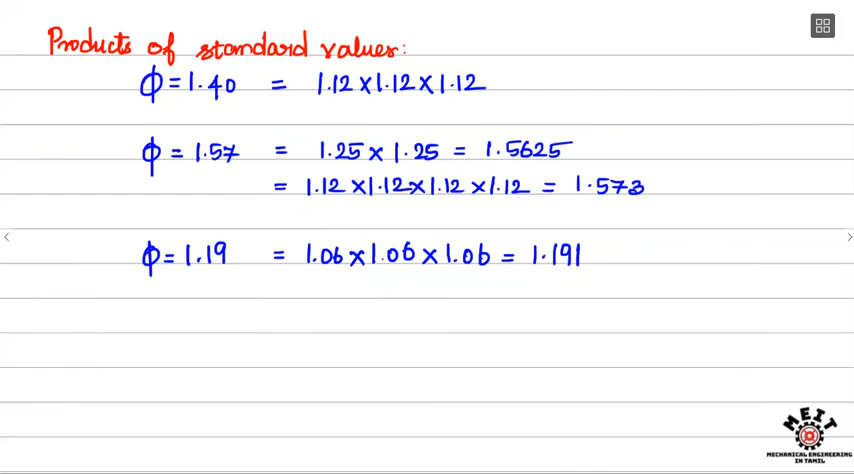 Products of standard values:
ϕ = 1.40 = 1.12 × 1.12 × 1.12
ϕ = 1.57 = 1.25 × 1.25 = 1.5625
= 1.12 × 1.12 × 1.12 × 1.12 = 1.573
ϕ = 1.19 = 1.06 × 1.06 × 1.06 = 1.191
MEIT
MECHANICAL ENGINEERING
IN TAMIL